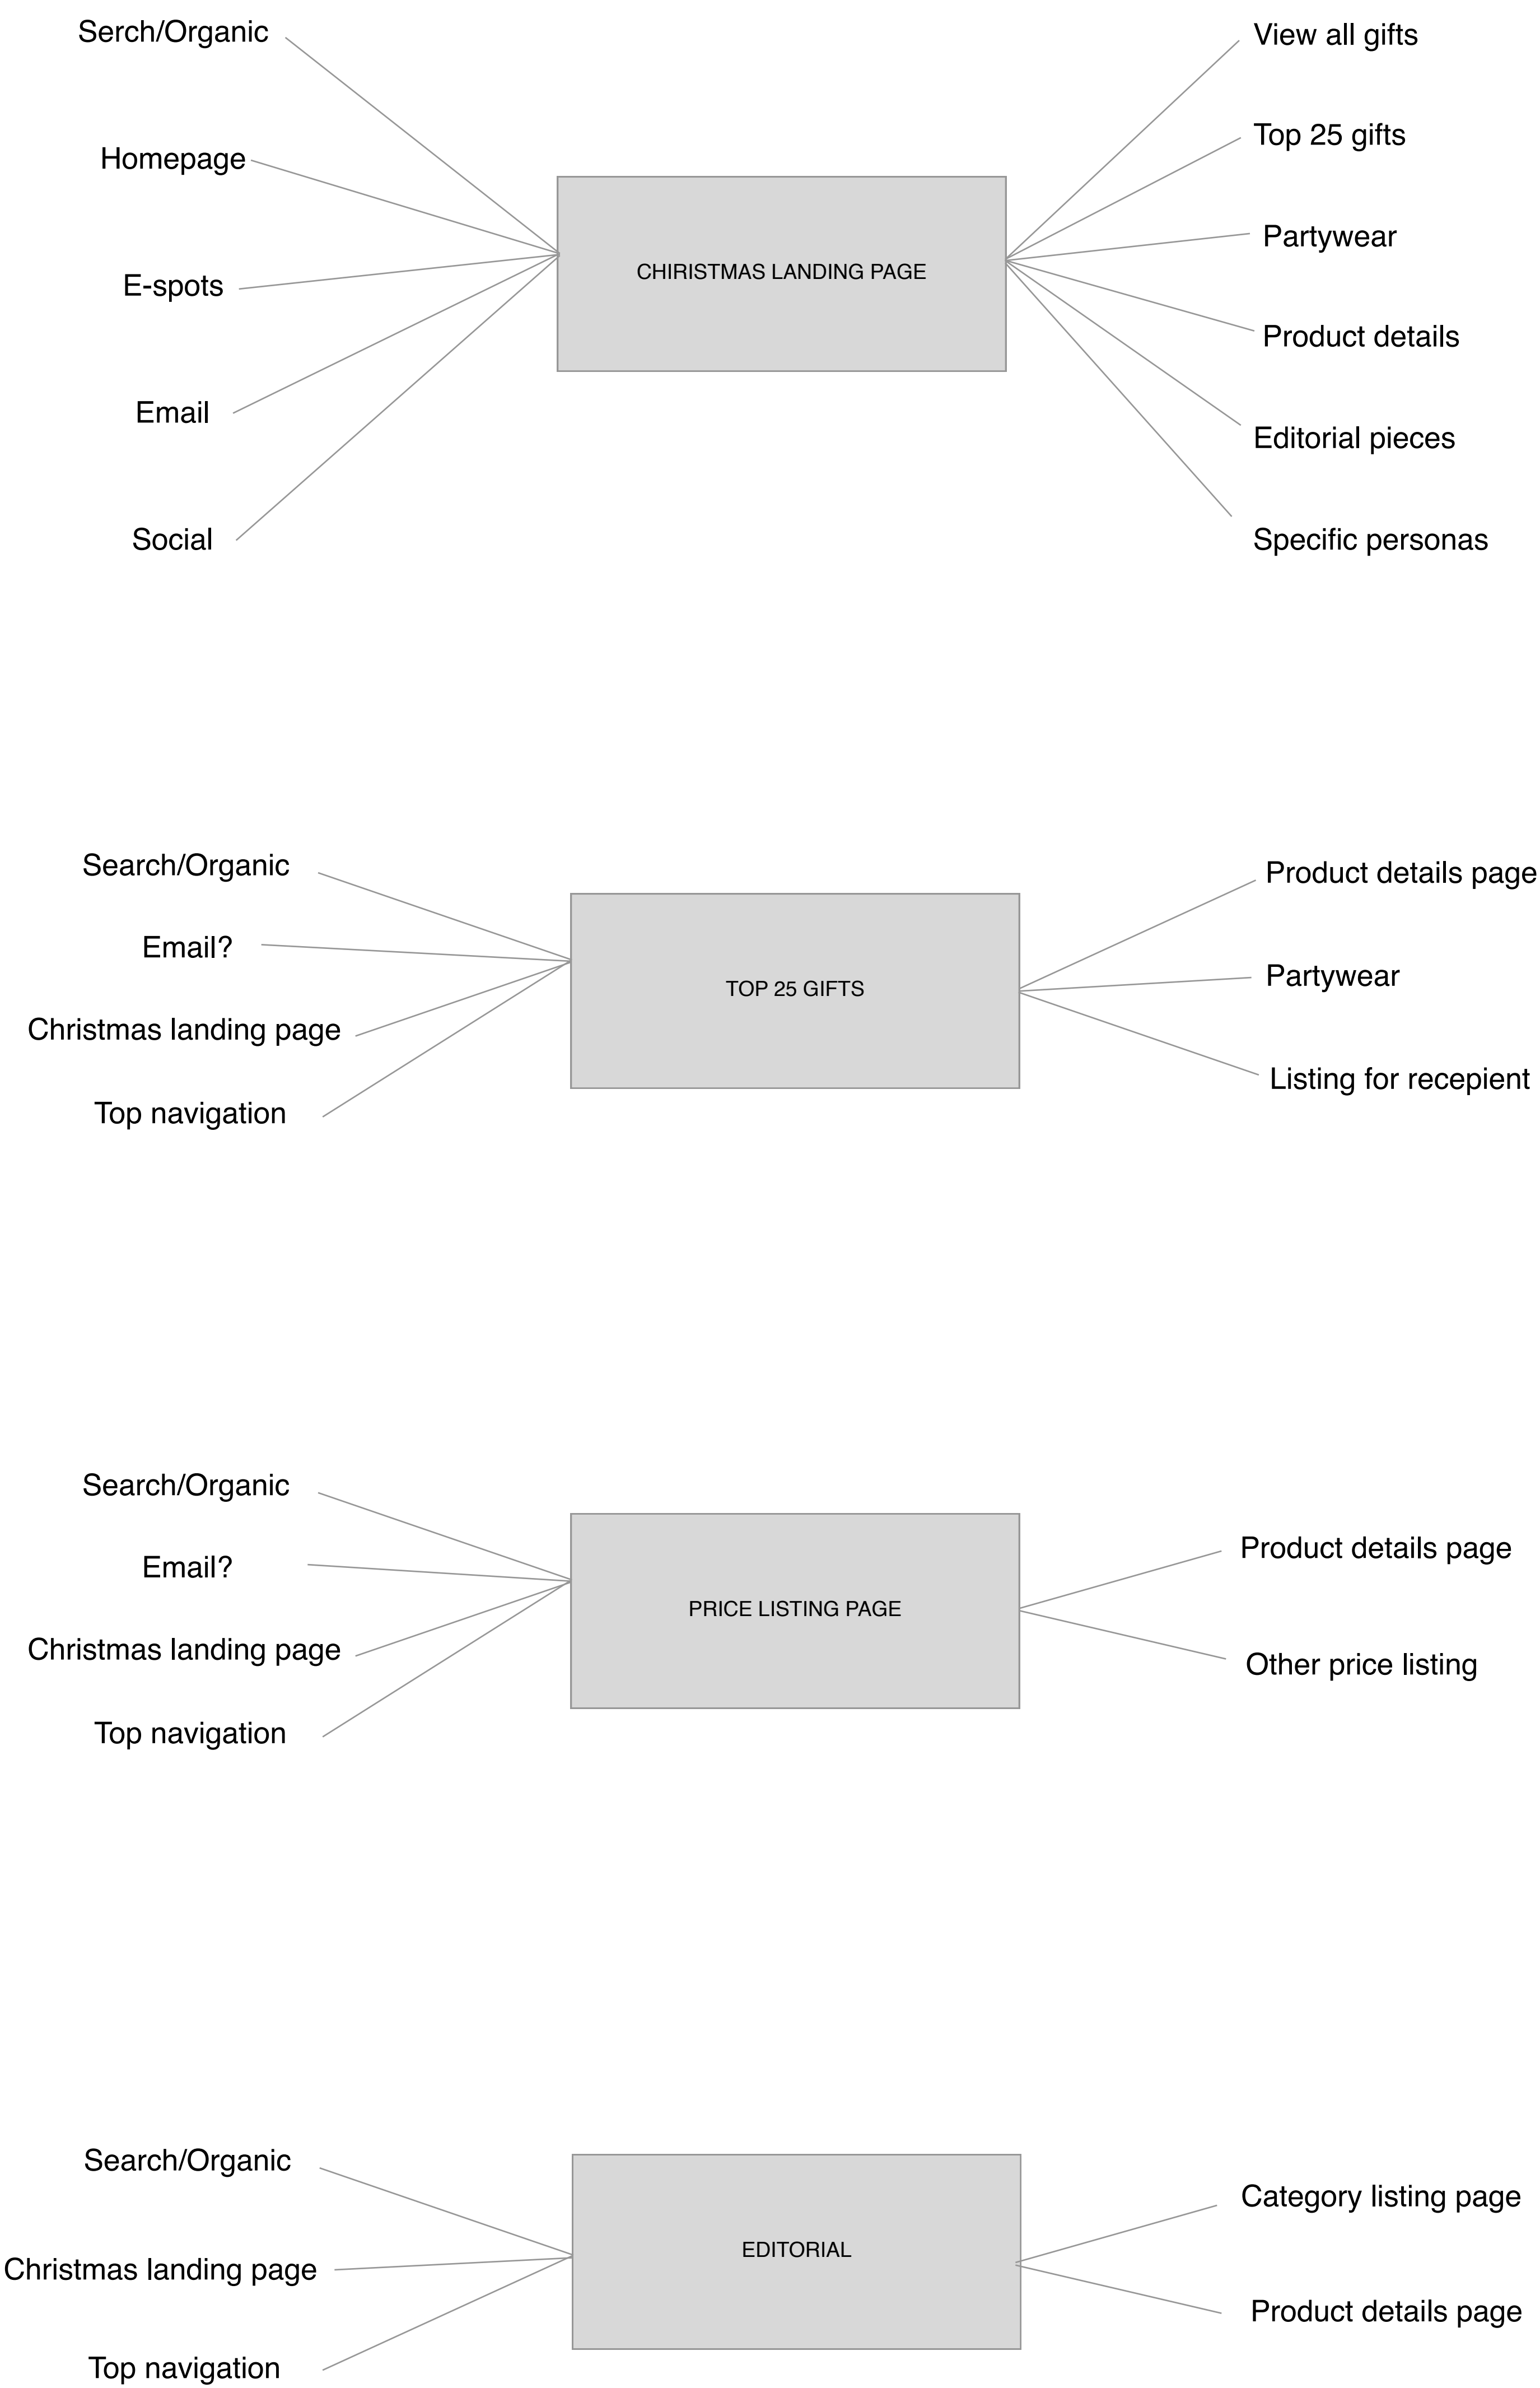 Serch/Organic
Homepage
E-spots
Email
Social
CHIRISTMAS LANDING PAGE
View all gifts
Top 25 gifts
Partywear
Product details
Editorial pieces
Specific personas
Search/Organic
Email?
Christmas landing page
Top navigation
TOP 25 GIFTS
Product details page
Partywear
Listing for recepient
Search/Organic
Email?
Christmas landing page
Top navigation
PRICE LISTING PAGE
Product details page
Other price listing
Search/Organic
Christmas landing page
Top navigation
EDITORIAL
Category listing page
Product details page